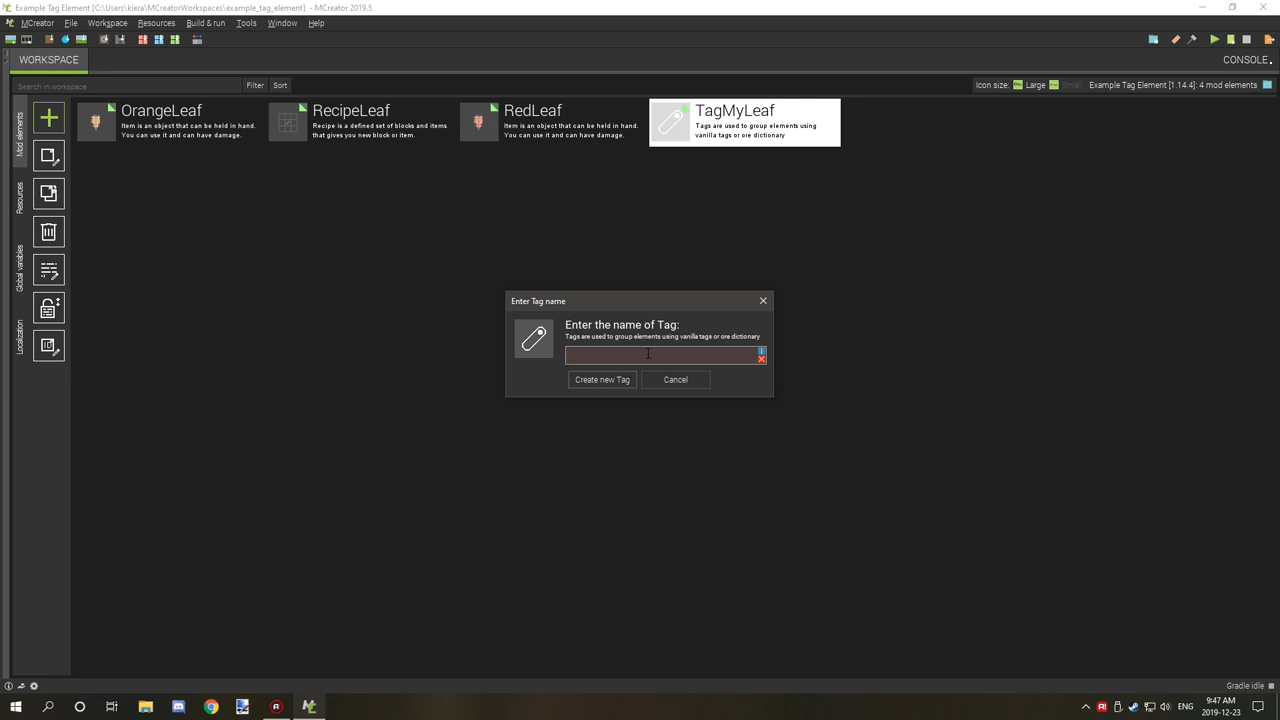 Example Tag Element [C:\Users\kiera\MCreatorWorkspaces\example_tag_element] - MCreator 2019.5
MCreator File Workspace Resources Build & run Tools Window Help
WORKSPACE
CONSOLE
Search in workspace
Filter
Sort
Icon size: Large Small Example Tag Element [1.14.4]: 4 mod elements
Elements
Resources
Global variables
Localization
OrangeLeaf
Item is an object that can be held in hand.
You can use it and can have damage.
RecipeLeaf
Recipe is a defined set of blocks and items
that gives you new block or item.
RedLeaf
Item is an object that can be held in hand.
You can use it and can have damage.
TagMyLeaf
Tags are used to group elements using
vanilla tags or ore dictionary
Enter Tag name
Enter the name of Tag:
Tags are used to group elements using vanilla tags or ore dictionary
Create new Tag
Cancel
Gradle idle
ENG
9:47 AM
2019-12-23